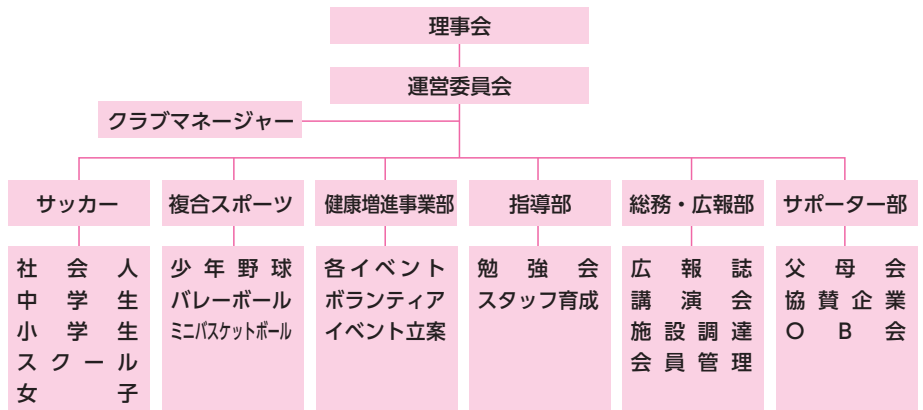 理事会
運営委員会
クラブマネージャー
サッカー
社会人
中学生
小学生
スクール
女子
複合スポーツ
少年野球
バレーボール
ミニバスケットボール
健康増進事業部
各イベント
ボランティア
イベント立案
指導部
勉強会
スタッフ育成
総務・広報部
広報誌
講演会
施設調達
会員管理
サポーター部
父母会
協賛企業
OB会